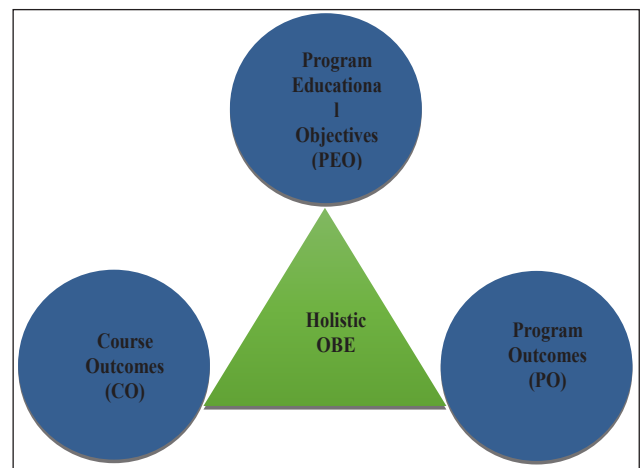 Program
Educationa
l
Objectives
(PEO)
Holistic
OBE
Course
Outcomes
(CO)
Program
Outcomes
(PO)